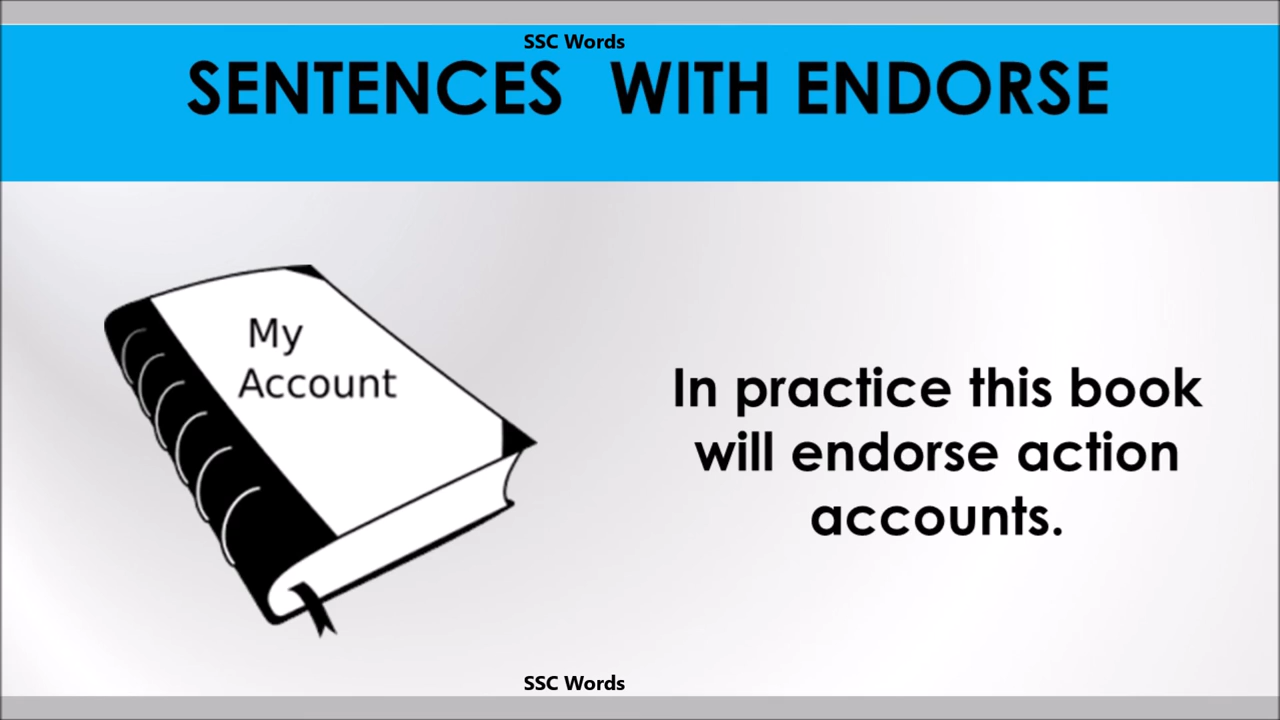 SSC Words
SENTENCES WITH ENDORSE
My
Account
In practice this book
will endorse action
accounts.
SSC Words